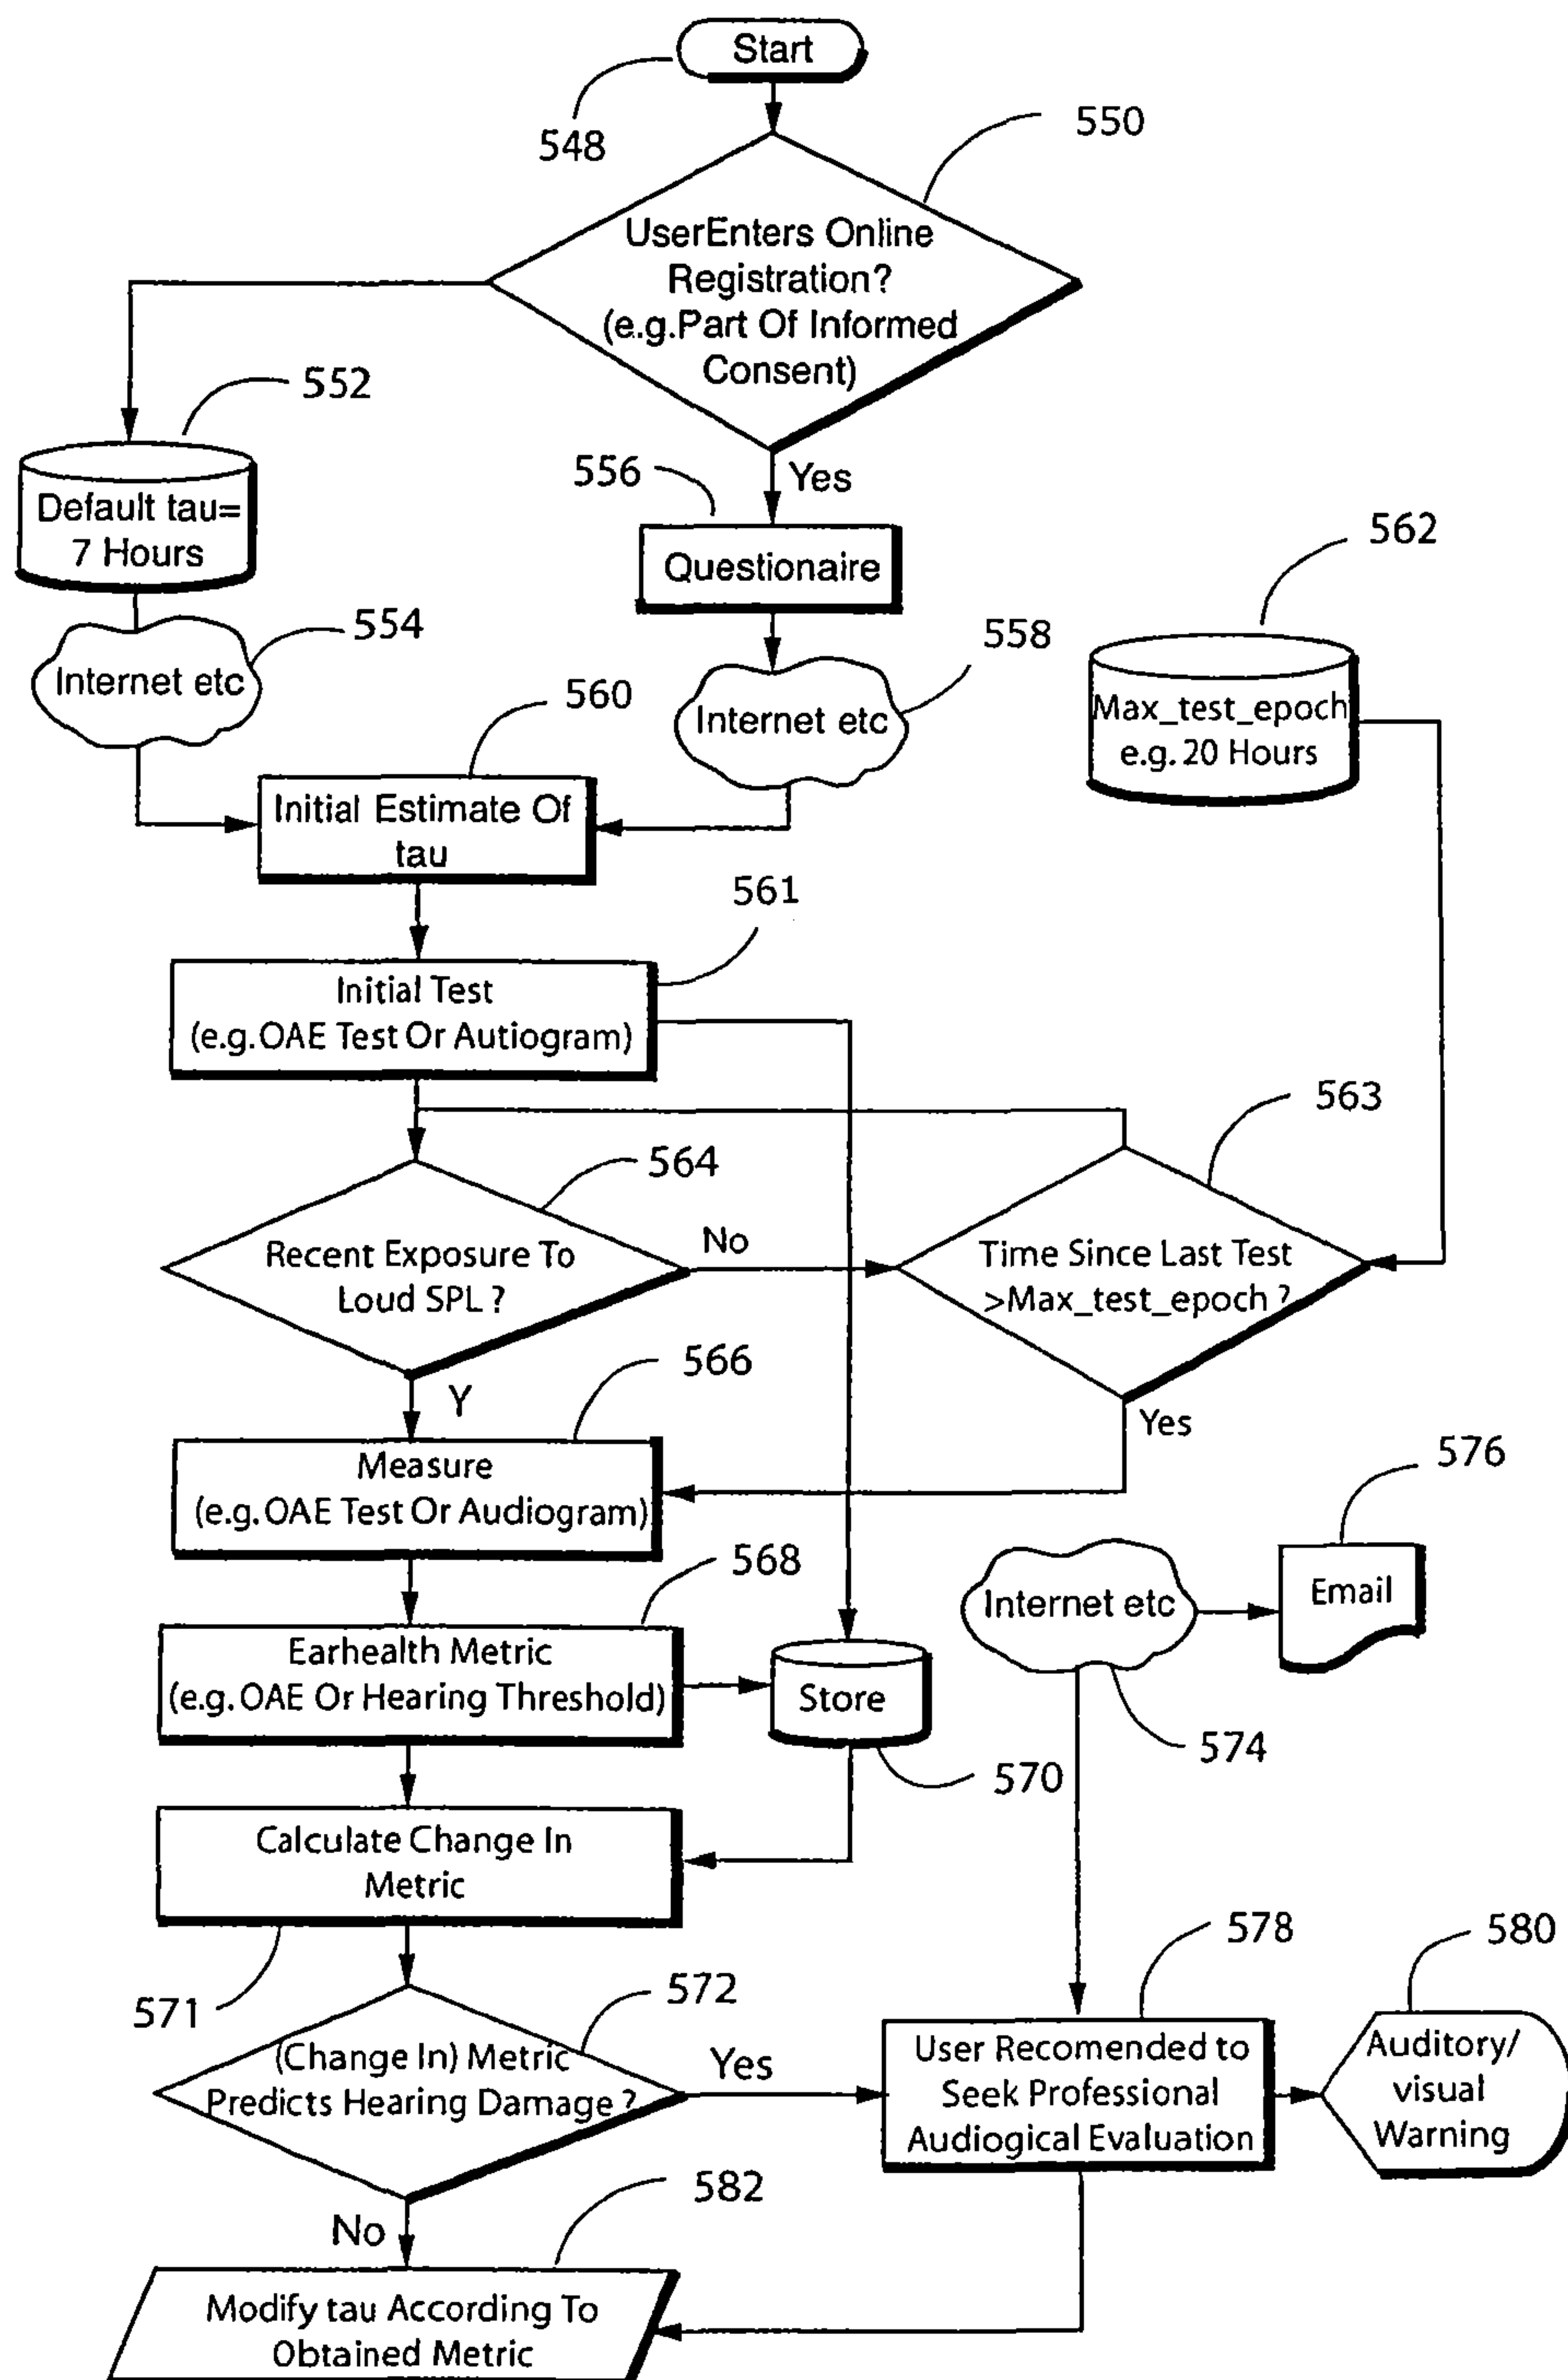 Start
548
550
UserEnters Online
Registration?
(e.g.Part Of Informed
Consent)
552
Default tau=
7 Hours
556
Yes
Questionaire
562
Max_test_epoch
e.g. 20 Hours
554
Internet etc
558
Internet etc
560
Initial Estimate Of
tau
561
Initial Test
(e.g.OAE Test Or Autiogram)
563
564
Recent Exposure To
Loud SPL ?
No
Time Since Last Test
>Max_test_epoch ?
Y
566
Yes
Measure
(e.g.OAE Test Or Audiogram)
576
568
Internet etc
Email
Earhealth Metric
(e.g.OAE Or Hearing Threshold)
Store
574
570
Calculate Change In
Metric
571
572
578
580
(Change In) Metric
Predicts Hearing Damage ?
Yes
User Recomended to
Seek Professional
Audiogical Evaluation
Auditory/
visual
Warning
No
582
Modify tau According To
Obtained Metric